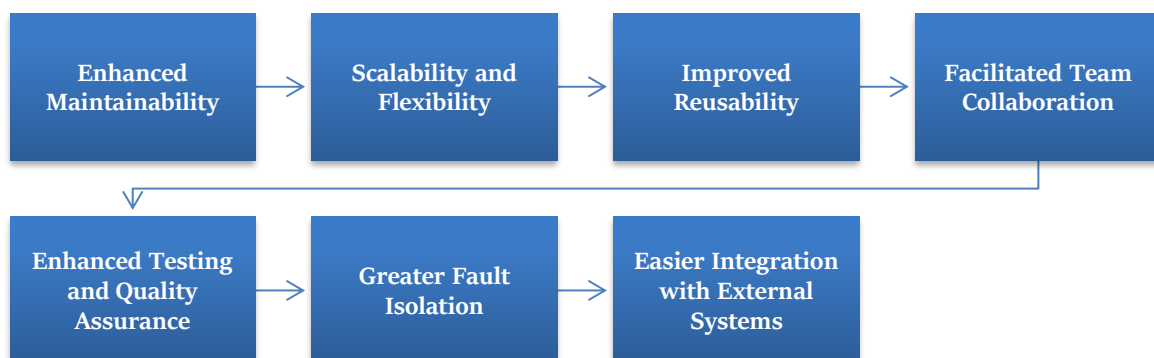 Enhanced
Maintainability
Scalability and
Flexibility
Improved
Reusability
Facilitated Team
Collaboration
Enhanced Testing
and Quality
Assurance
Greater Fault
Isolation
Easier Integration
with External
Systems